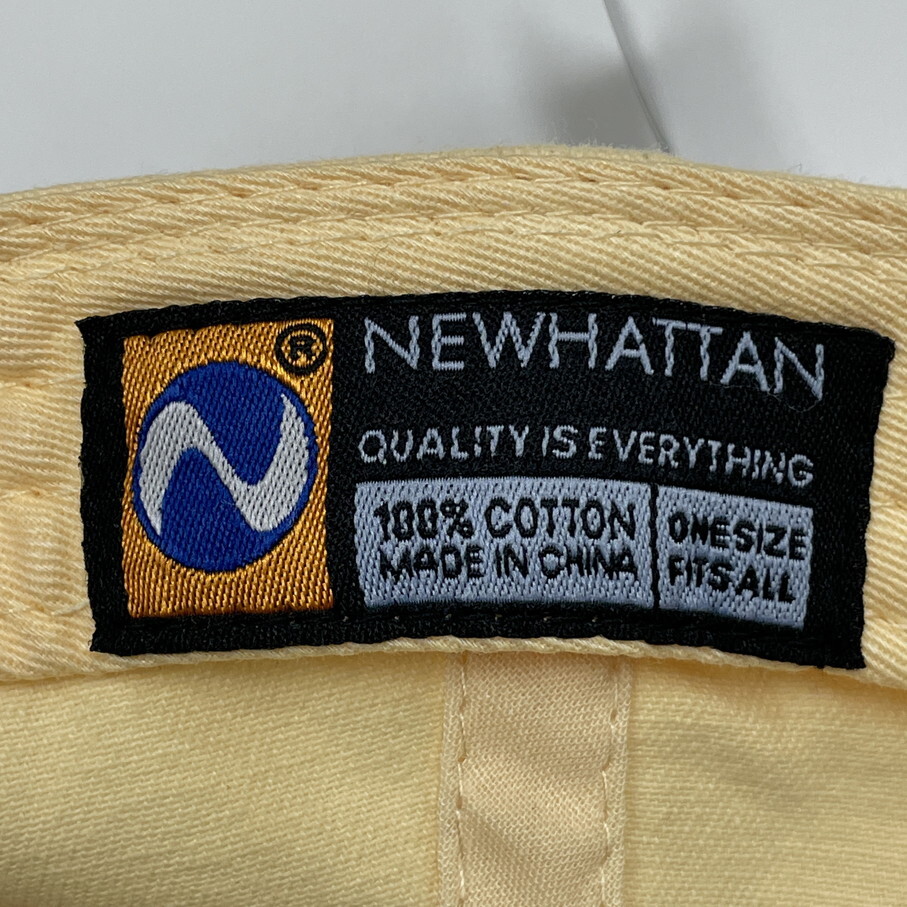 ®
NEWHATTAN
QUALITY IS EVERYTHING
100% COTTON
MADE IN CHINA
ONE SIZE
FITS ALL